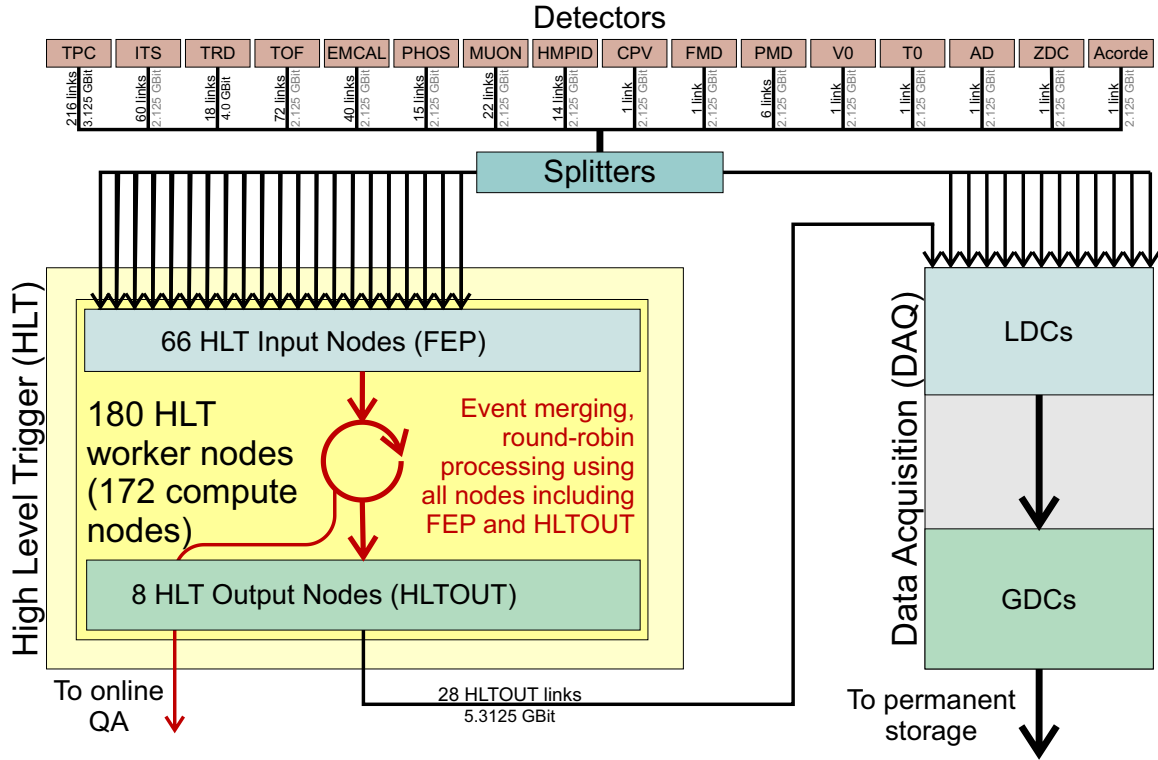 Detectors
TPC
ITS
TRD
TOF
EMCAL
PHOS
MUON
HMPID
CPV
FMD
PMD
V0
T0
AD
ZDC
Acorde
216 links
3.125 GBit
60 links
2.125 GBit
18 links
4.0 GBit
72 links
2.125 GBit
40 links
2.125 GBit
15 links
2.125 GBit
22 links
2.125 GBit
14 links
2.125 GBit
1 link
2.125 GBit
1 link
2.125 GBit
6 links
2.125 GBit
1 link
2.125 GBit
1 link
2.125 GBit
1 link
2.125 GBit
1 link
2.125 GBit
1 link
2.125 GBit
Splitters
High Level Trigger (HLT)
66 HLT Input Nodes (FEP)
180 HLT
worker nodes
(172 compute
nodes)
Event merging,
round-robin
processing using
all nodes including
FEP and HLTOUT
8 HLT Output Nodes (HLTOUT)
To online
QA
28 HLTOUT links
5.3125 GBit
Data Acquisition (DAQ)
LDCs
GDCs
To permanent
storage